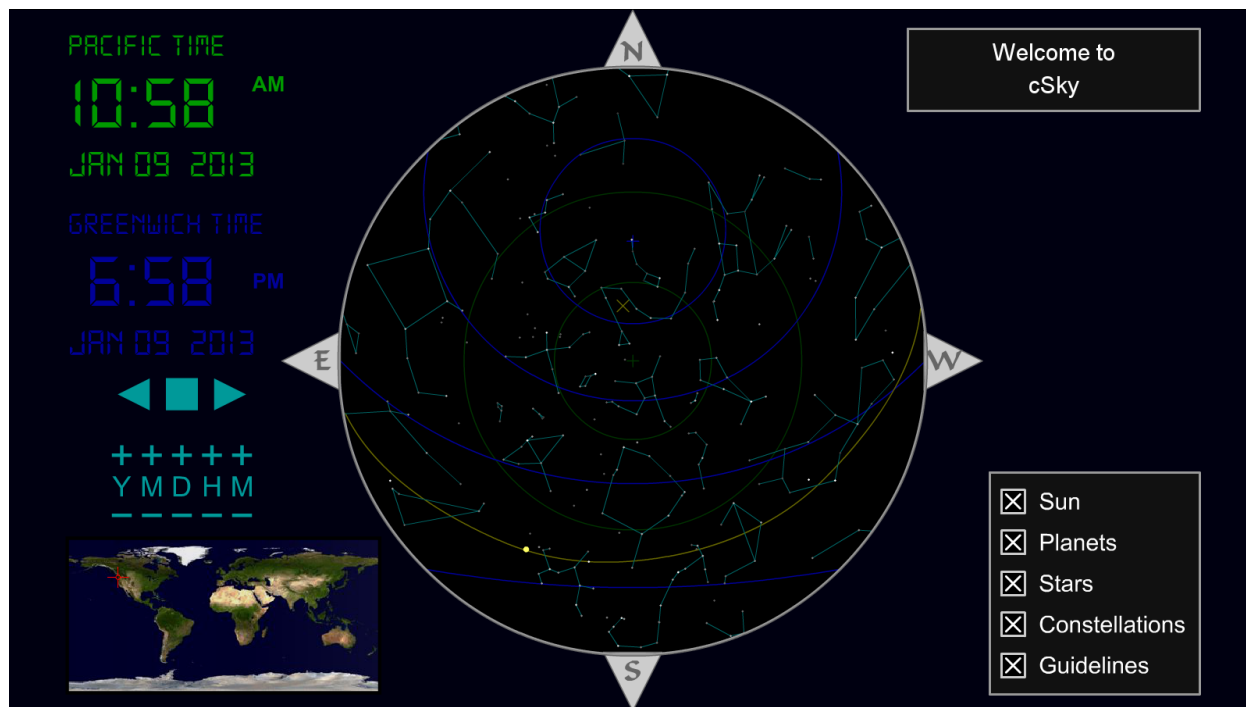 PACIFIC TIME
10:58 AM
JAN 09 2013
GREENWICH TIME
6:58 PM
JAN 09 2013
+ + + + +
Y M D H M
– – – – –
N
E
W
S
Welcome to
cSky
Sun
Planets
Stars
Constellations
Guidelines